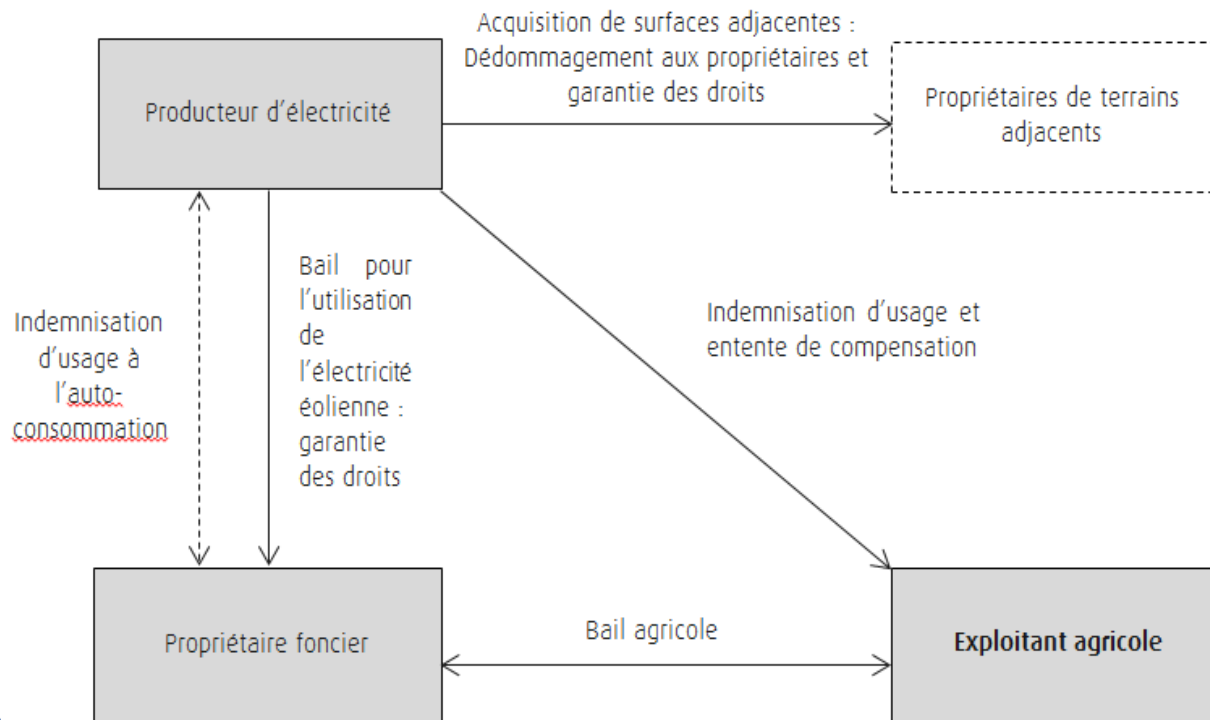 Acquisition de surfaces adjacentes :
Dédommagement aux propriétaires et
garantie des droits
Producteur d'électricité
Propriétaires de terrains
adjacents
Indemnisation
d'usage à
l'auto-
consommation
Bail pour
l'utilisation
de
l'électricité
éolienne :
garantie
des droits
Indemnisation d'usage et
entente de compensation
Propriétaire foncier
Bail agricole
Exploitant agricole